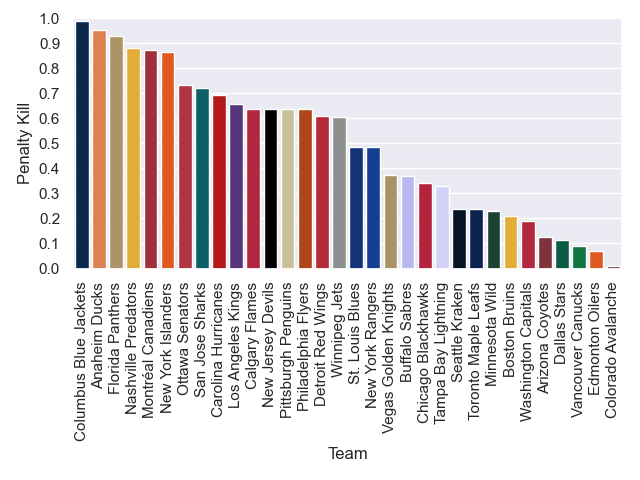 1.0
0.9
0.8
0.7
0.6
0.5
0.4
0.3
0.2
0.1
0.0
Penalty Kill
Columbus Blue Jackets
Anaheim Ducks
Florida Panthers
Nashville Predators
Montréal Canadiens
New York Islanders
Ottawa Senators
San Jose Sharks
Carolina Hurricanes
Los Angeles Kings
Calgary Flames
New Jersey Devils
Pittsburgh Penguins
Philadelphia Flyers
Detroit Red Wings
Winnipeg Jets
St. Louis Blues
New York Rangers
Vegas Golden Knights
Buffalo Sabres
Chicago Blackhawks
Tampa Bay Lightning
Seattle Kraken
Toronto Maple Leafs
Minnesota Wild
Boston Bruins
Washington Capitals
Arizona Coyotes
Dallas Stars
Vancouver Canucks
Edmonton Oilers
Colorado Avalanche
Team